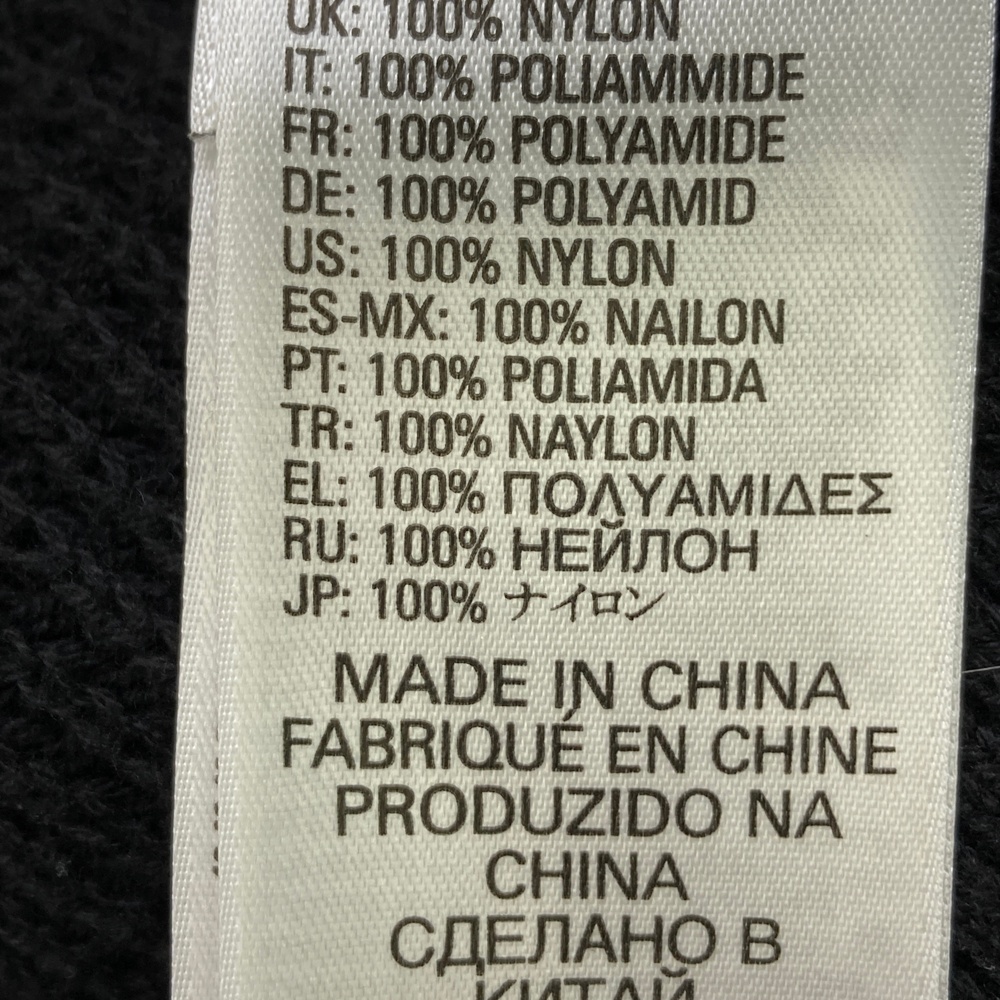 UK: 100% NYLON
IT: 100% POLIAMMIDE
FR: 100% POLYAMIDE
DE: 100% POLYAMID
US: 100% NYLON
ES-MX: 100% NAILON
PT: 100% POLIAMIDA
TR: 100% NAYLON
EL: 100% ΠΟΛΥΑΜΙΔΕΣ
RU: 100% НЕЙЛОН
JP: 100% ナイロン
MADE IN CHINA
FABRIQUÉ EN CHINE
PRODUZIDO NA
CHINA
СДЕЛАНО В
КИТАЙ